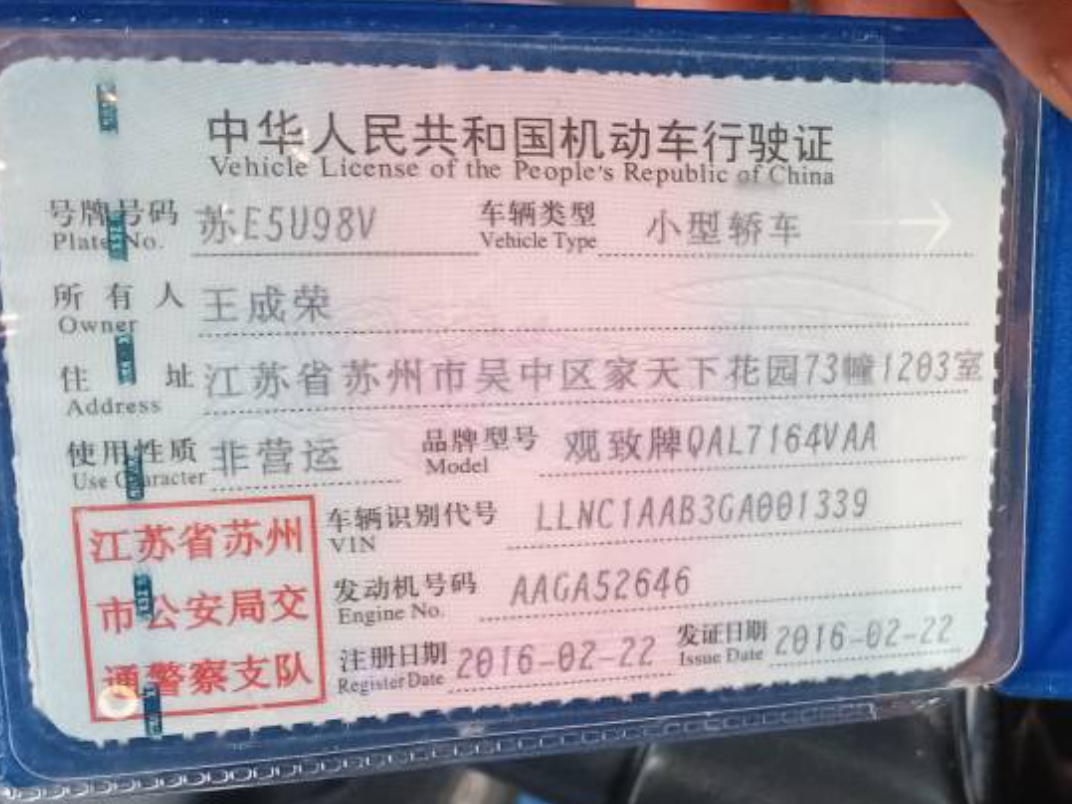 中华人民共和国机动车行驶证
Vehicle License of the People's Republic of China
号牌号码 苏E5U98V 车辆类型 小型轿车
Plate No. Vehicle Type
所有人 王成荣
Owner
住址 江苏省苏州市吴中区家天下花园73幢1203室
Address
使用性质 非营运 品牌型号 观致牌QAL7164VAA
Use Character Model
车辆识别代号 LLNC1AAB3GA001339
VIN
发动机号码 AAGA52646
Engine No.
注册日期 2016-02-22 发证日期 2016-02-22
Register Date Issue Date
江苏省苏州
市公安局交
通警察支队